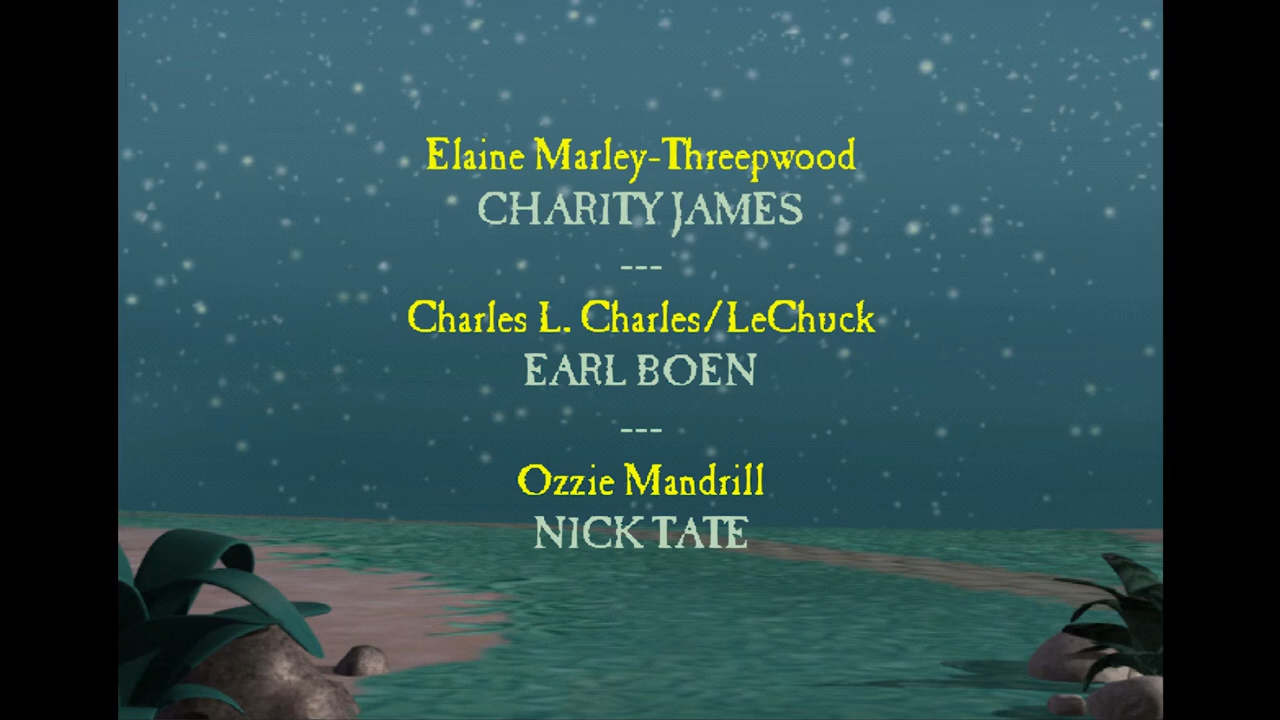 Elaine Marley-Threepwood
CHARITY JAMES
---
Charles L. Charles/LeChuck
EARL BOEN
---
Ozzie Mandrill
NICK TATE